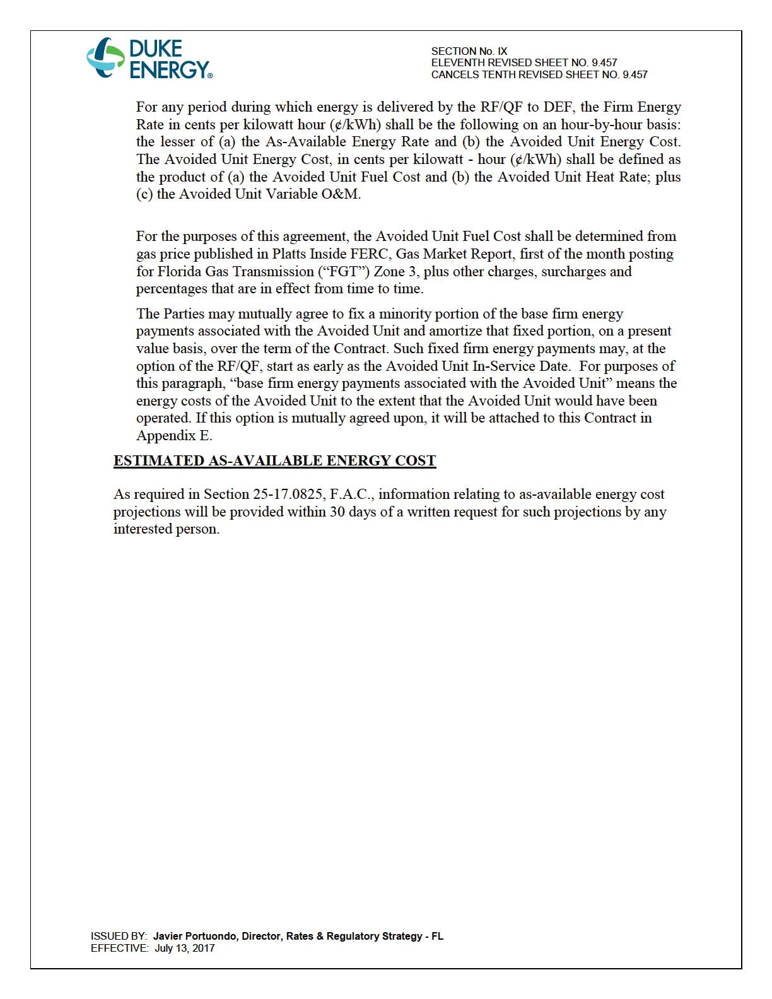 DUKE
ENERGY®
SECTION No. IX
ELEVENTH REVISED SHEET NO. 9.457
CANCELS TENTH REVISED SHEET NO. 9.457
For any period during which energy is delivered by the RF/QF to DEF, the Firm Energy
Rate in cents per kilowatt hour (¢/kWh) shall be the following on an hour-by-hour basis:
the lesser of (a) the As-Available Energy Rate and (b) the Avoided Unit Energy Cost.
The Avoided Unit Energy Cost, in cents per kilowatt - hour (¢/kWh) shall be defined as
the product of (a) the Avoided Unit Fuel Cost and (b) the Avoided Unit Heat Rate; plus
(c) the Avoided Unit Variable O&M.
For the purposes of this agreement, the Avoided Unit Fuel Cost shall be determined from
gas price published in Platts Inside FERC, Gas Market Report, first of the month posting
for Florida Gas Transmission (“FGT”) Zone 3, plus other charges, surcharges and
percentages that are in effect from time to time.
The Parties may mutually agree to fix a minority portion of the base firm energy
payments associated with the Avoided Unit and amortize that fixed portion, on a present
value basis, over the term of the Contract. Such fixed firm energy payments may, at the
option of the RF/QF, start as early as the Avoided Unit In-Service Date.  For purposes of
this paragraph, “base firm energy payments associated with the Avoided Unit” means the
energy costs of the Avoided Unit to the extent that the Avoided Unit would have been
operated. If this option is mutually agreed upon, it will be attached to this Contract in
Appendix E.
ESTIMATED AS-AVAILABLE ENERGY COST
As required in Section 25-17.0825, F.A.C., information relating to as-available energy cost
projections will be provided within 30 days of a written request for such projections by any
interested person.
ISSUED BY:  Javier Portuondo, Director, Rates & Regulatory Strategy - FL
EFFECTIVE:  July 13, 2017